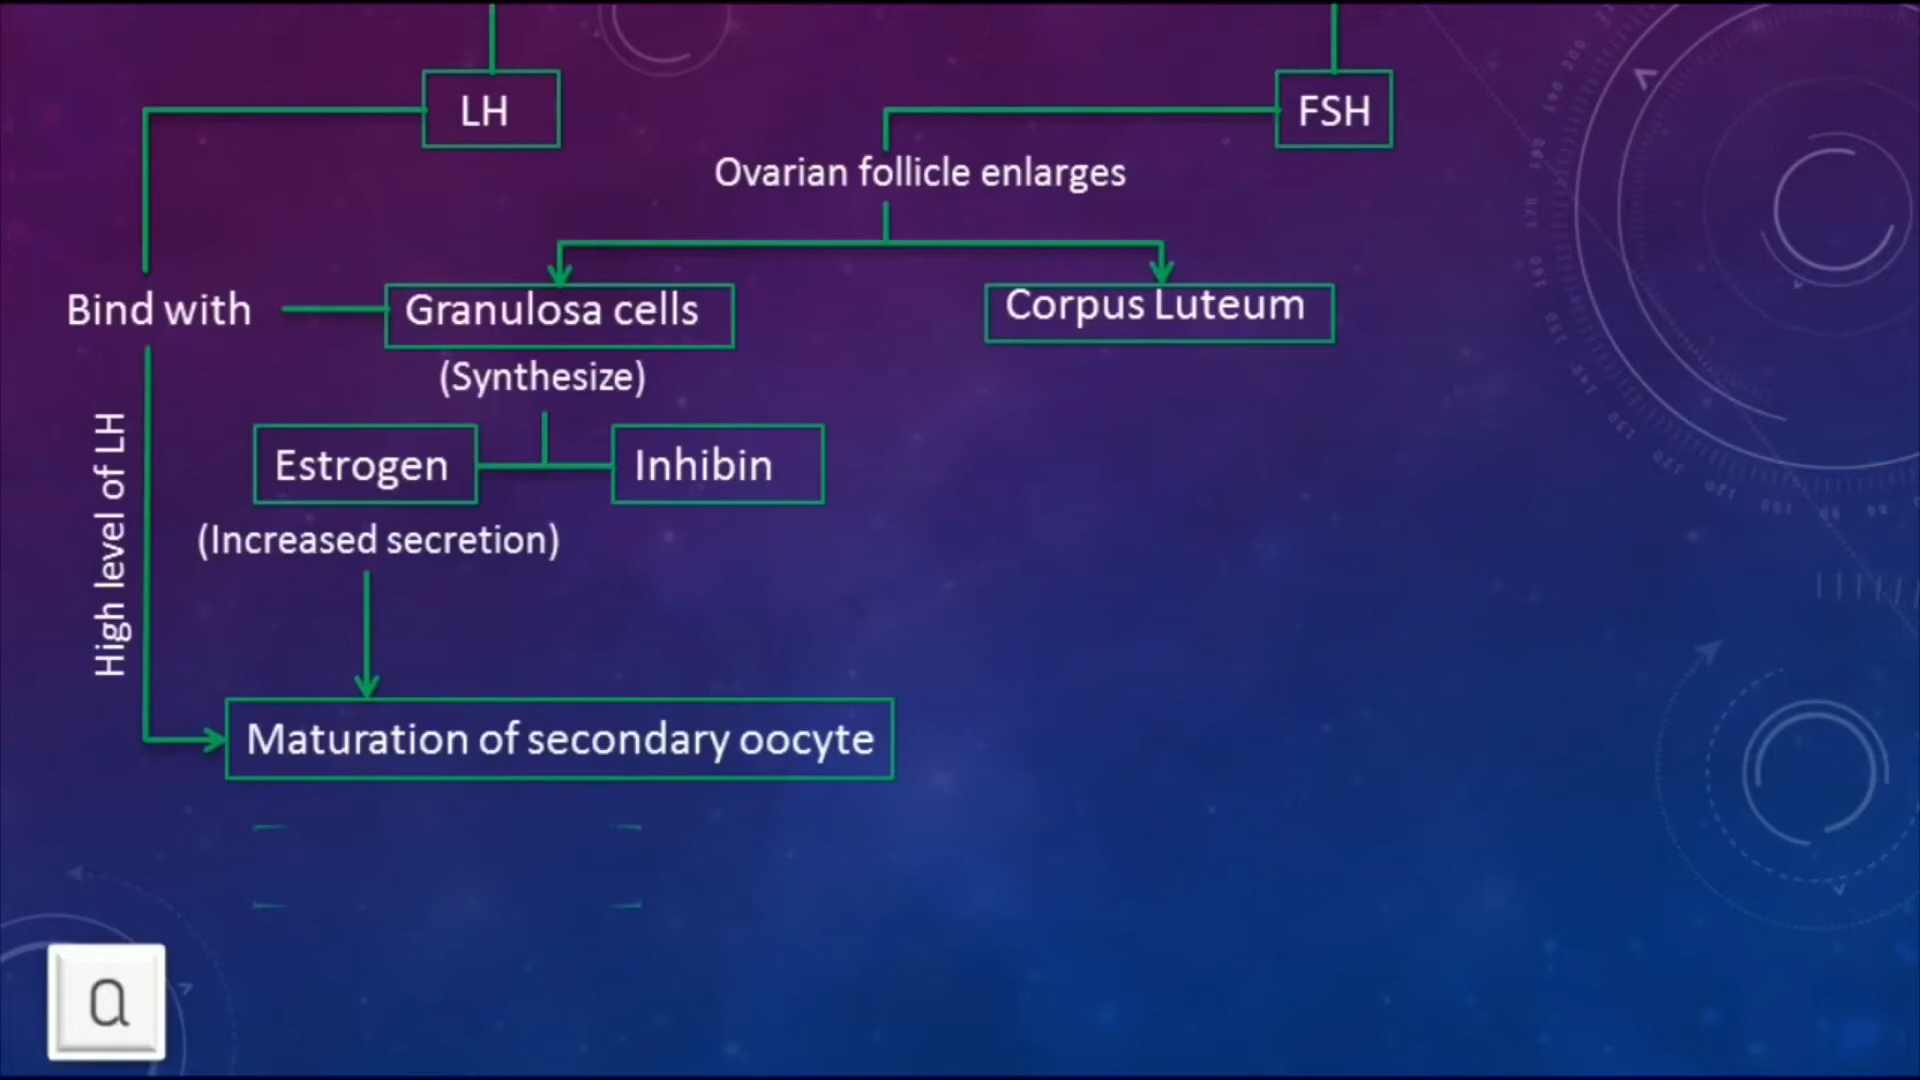 LH
FSH
Ovarian follicle enlarges
Bind with
Granulosa cells
Corpus Luteum
(Synthesize)
High level of LH
Estrogen
Inhibin
(Increased secretion)
Maturation of secondary oocyte
a